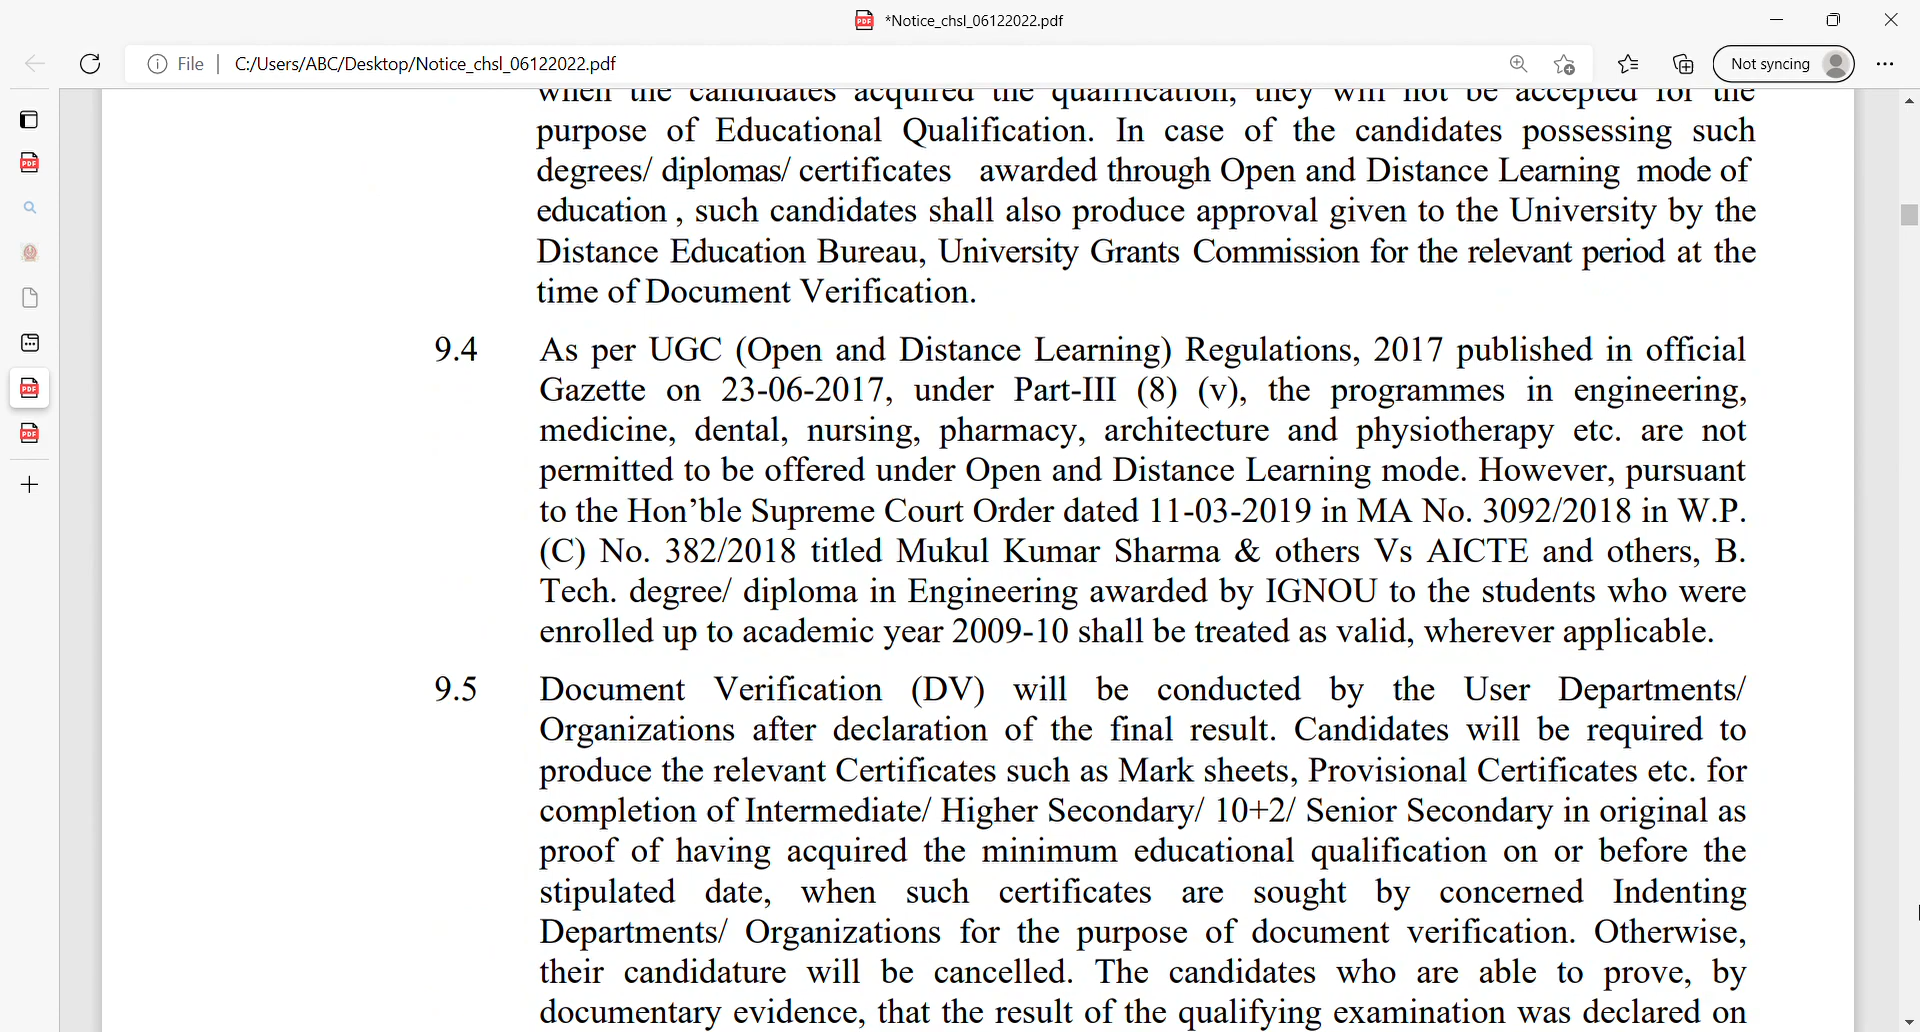 *Notice_chsl_06122022.pdf
File
C:/Users/ABC/Desktop/Notice_chsl_06122022.pdf
Not syncing
when the candidates acquired the qualification, they will not be accepted for the
purpose of Educational Qualification. In case of the candidates possessing such
degrees/ diplomas/ certificates awarded through Open and Distance Learning mode of
education , such candidates shall also produce approval given to the University by the
Distance Education Bureau, University Grants Commission for the relevant period at the
time of Document Verification.
9.4 As per UGC (Open and Distance Learning) Regulations, 2017 published in official
Gazette on 23-06-2017, under Part-III (8) (v), the programmes in engineering,
medicine, dental, nursing, pharmacy, architecture and physiotherapy etc. are not
permitted to be offered under Open and Distance Learning mode. However, pursuant
to the Hon’ble Supreme Court Order dated 11-03-2019 in MA No. 3092/2018 in W.P.
(C) No. 382/2018 titled Mukul Kumar Sharma & others Vs AICTE and others, B.
Tech. degree/ diploma in Engineering awarded by IGNOU to the students who were
enrolled up to academic year 2009-10 shall be treated as valid, wherever applicable.
9.5 Document Verification (DV) will be conducted by the User Departments/
Organizations after declaration of the final result. Candidates will be required to
produce the relevant Certificates such as Mark sheets, Provisional Certificates etc. for
completion of Intermediate/ Higher Secondary/ 10+2/ Senior Secondary in original as
proof of having acquired the minimum educational qualification on or before the
stipulated date, when such certificates are sought by concerned Indenting
Departments/ Organizations for the purpose of document verification. Otherwise,
their candidature will be cancelled. The candidates who are able to prove, by
documentary evidence, that the result of the qualifying examination was declared on